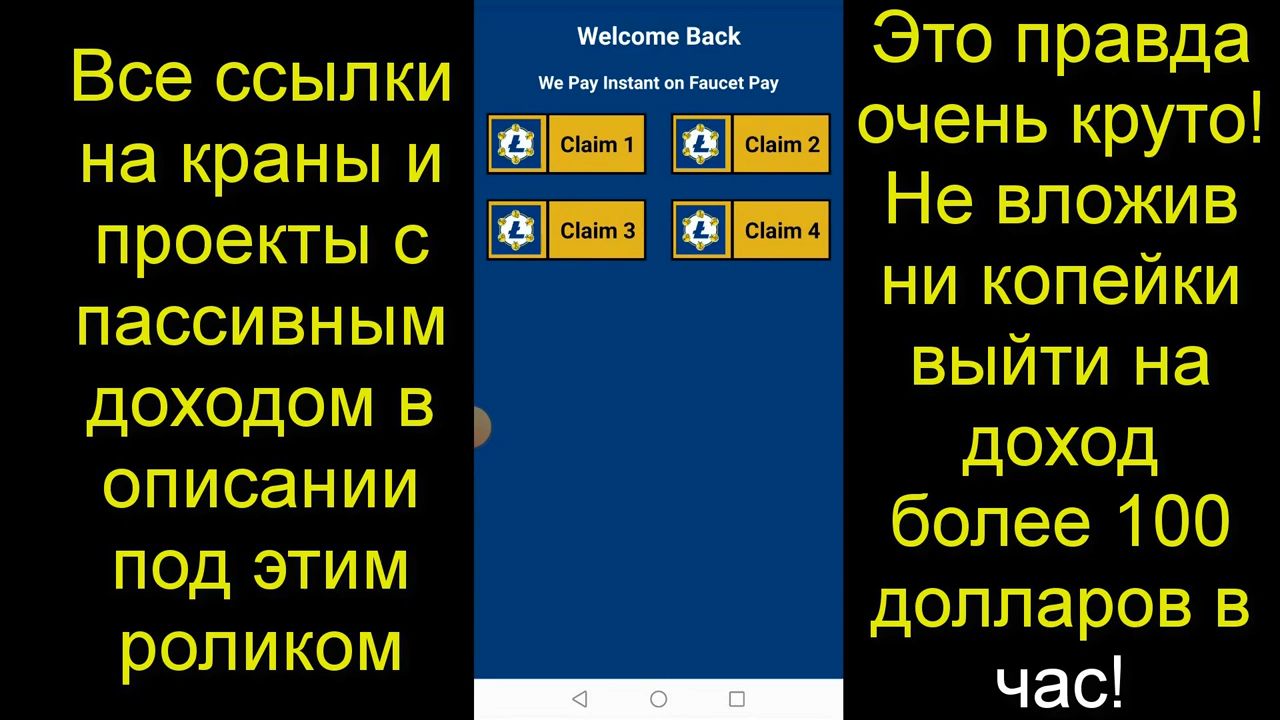 Все ссылки
на краны и
проекты с
пассивным
доходом в
описании
под этим
роликом
Welcome Back
We Pay Instant on Faucet Pay
Claim 1
Claim 2
Claim 3
Claim 4
Это правда
очень круто!
Не вложив
ни копейки
выйти на
доход
более 100
долларов в
час!